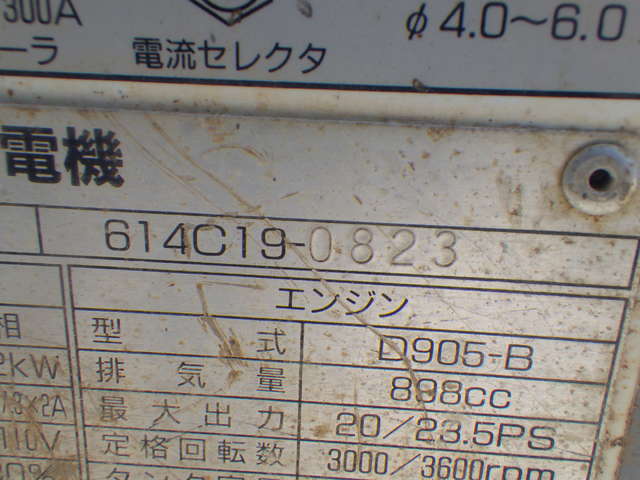 300A
ーラ 電流セレクタ φ4.0～6.0
電機
614C19-0823
エンジン
相 型式 D905-B
2KW 排気量 898cc
最大出力 20/23.5PS
110V 定格回転数 3000/3600rpm